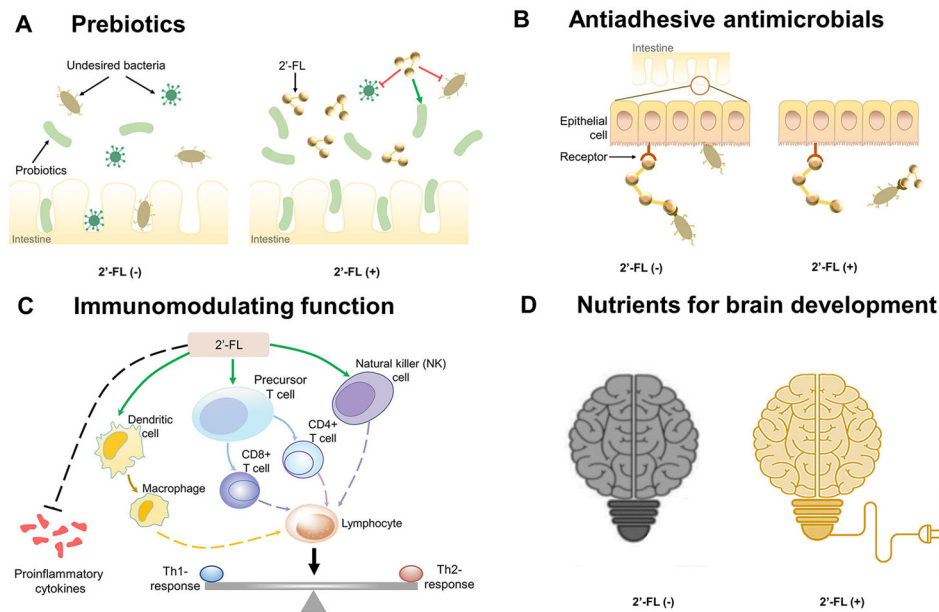 A Prebiotics
Undesired bacteria
2'-FL
Probiotics
Intestine
Intestine
2'-FL (-)
2'-FL (+)
B Antiadhesive antimicrobials
Intestine
Epithelial
cell
Receptor
2'-FL (-)
2'-FL (+)
C Immunomodulating function
2'-FL
Natural killer (NK)
cell
Precursor
T cell
Dendritic
cell
CD4+
T cell
CD8+
T cell
Macrophage
Lymphocyte
Proinflammatory
cytokines
Th1-
response
Th2-
response
D Nutrients for brain development
2'-FL (-)
2'-FL (+)